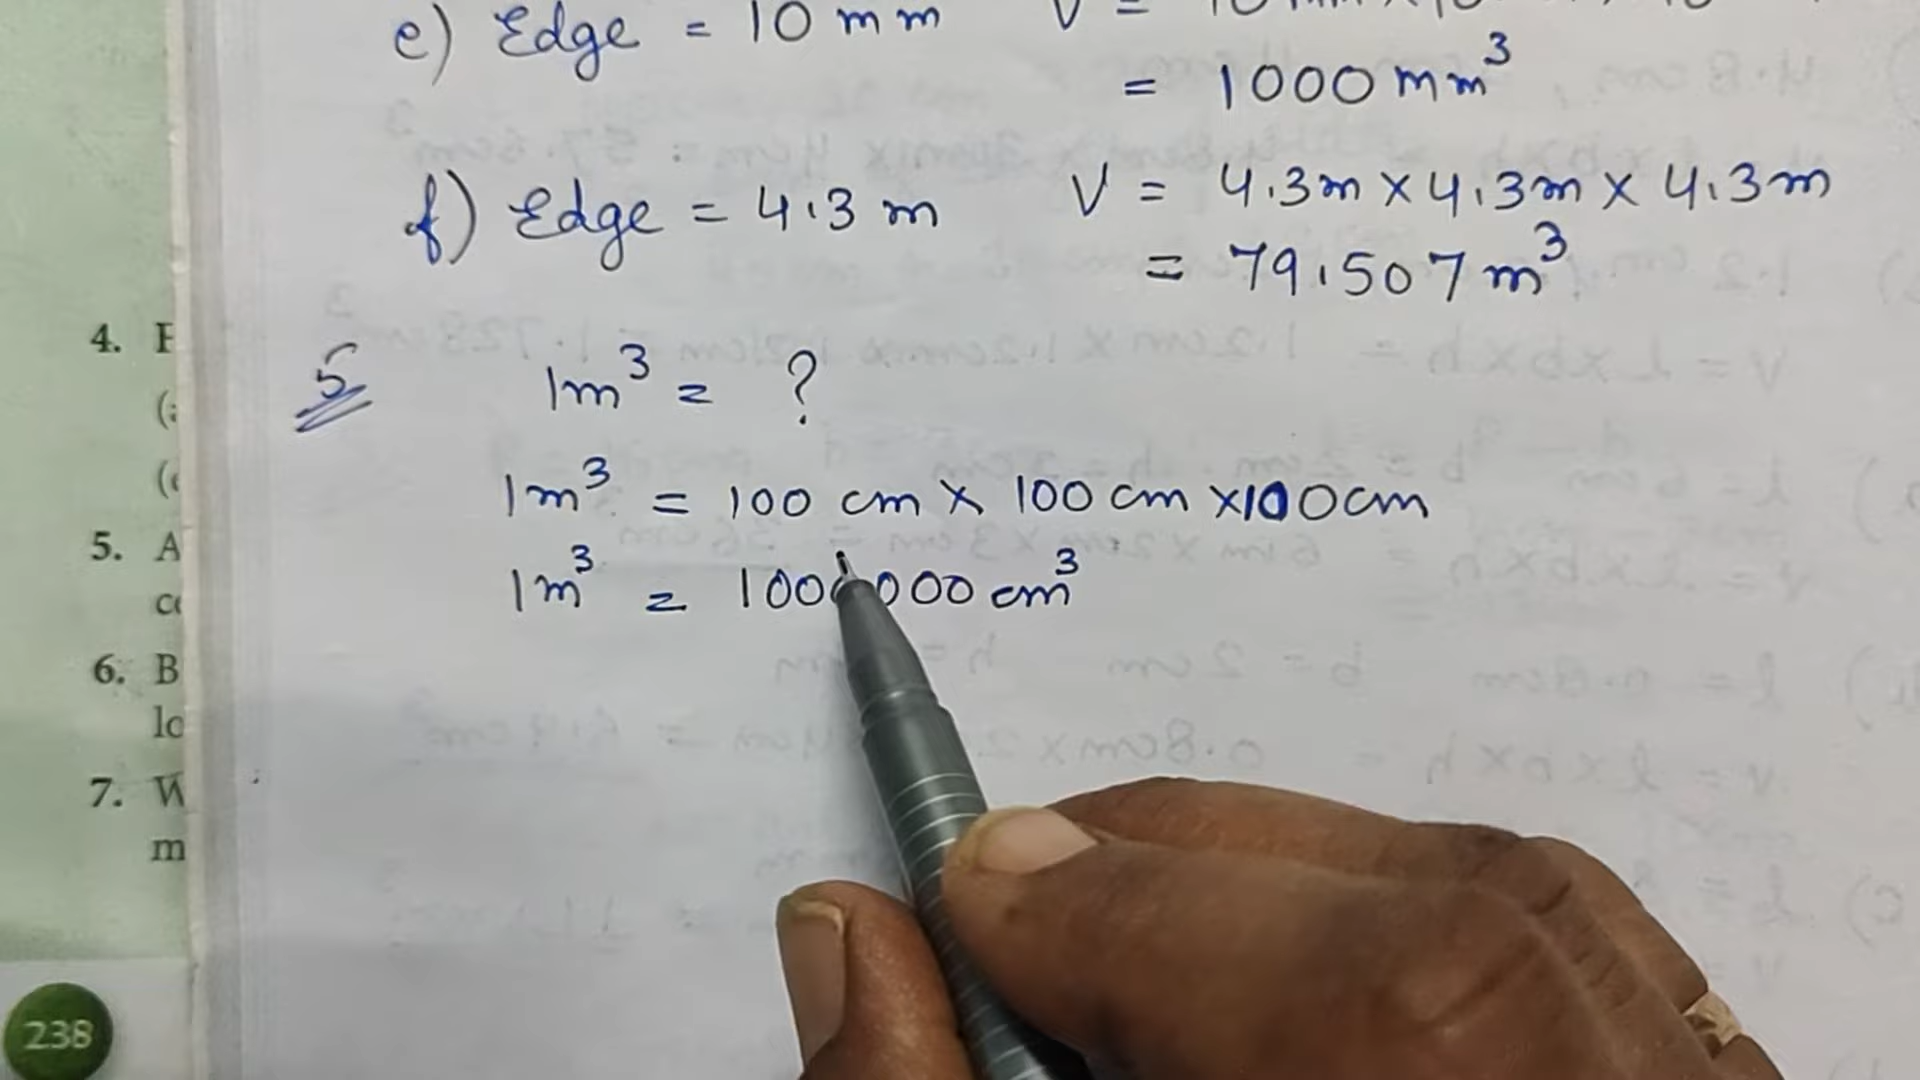 e) Edge = 10 mm
= 1000 mm³
f) Edge = 4.3 m V = 4.3m × 4.3m × 4.3m
= 79.507 m³
5 1m³ = ?
1m³ = 100 cm × 100 cm × 100 cm
1m³ = 1000000 cm³
4.
5. A
6. B
lo
7. W
m
238